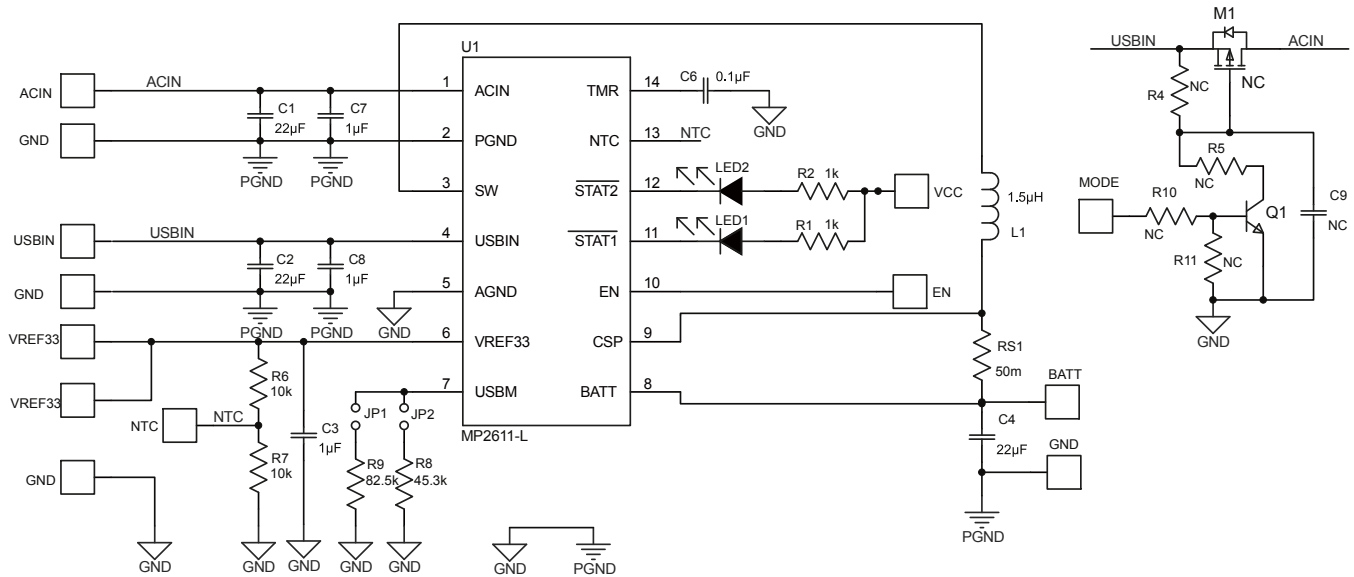 M1
USBIN
ACIN
NC
R4
NC
R5
NC
MODE
R10
NC
Q1
C9
NC
R11
NC
GND
U1
ACIN
ACIN
1
ACIN
C1
22µF
C7
1µF
GND
2
PGND
PGND
PGND
3
SW
USBIN
USBIN
4
USBIN
C2
22µF
C8
1µF
GND
5
AGND
PGND
PGND
GND
VREF33
6
VREF33
R6
10k
7
USBM
VREF33
NTC
NTC
C3
1µF
JP1
JP2
MP2611-L
R7
10k
R9
82.5k
R8
45.3k
GND
GND
GND
GND
GND
GND
GND
PGND
TMR
14
C6
0.1µF
GND
NTC
13
NTC
STAT2
12
LED2
R2
1k
VCC
STAT1
11
LED1
R1
1k
1.5µH
L1
EN
10
EN
CSP
9
RS1
50m
BATT
8
BATT
C4
22µF
GND
PGND